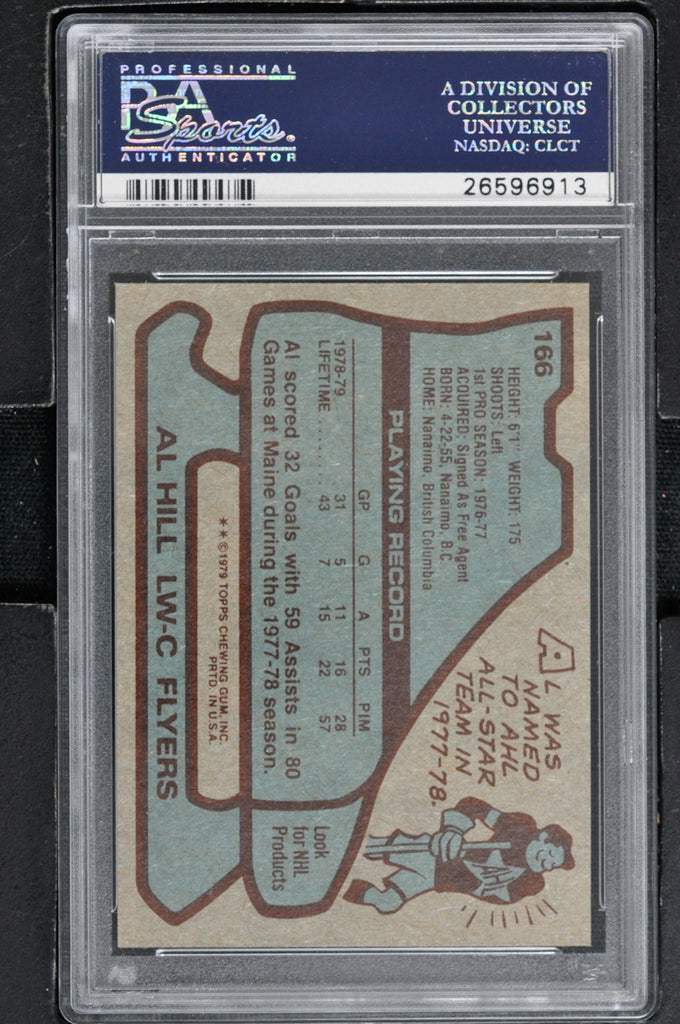 PROFESSIONAL
PSA
Sports
AUTHENTICATOR
A DIVISION OF
COLLECTORS
UNIVERSE
NASDAQ: CLCT
26596913
166
HEIGHT: 6'1" WEIGHT: 175
SHOOTS: Left
1st PRO SEASON: 1976-77
ACQUIRED: Signed As Free Agent
BORN: 4-22-55, Nanaimo, B.C.
HOME: Nanaimo, British Columbia
AL WAS
NAMED
TO AHL
ALL-STAR
TEAM IN
1977-78.
AHL
PLAYING RECORD
GP G A PTS PIM
1978-79 31 5 11 16 28
LIFETIME ........ 43 7 15 22 57
Al scored 32 Goals with 59 Assists in 80
Games at Maine during the 1977-78 season.
Look
for NHL
Products
** ©1979 TOPPS CHEWING GUM, INC.
PRTD. IN U.S.A.
AL HILL LW-C FLYERS